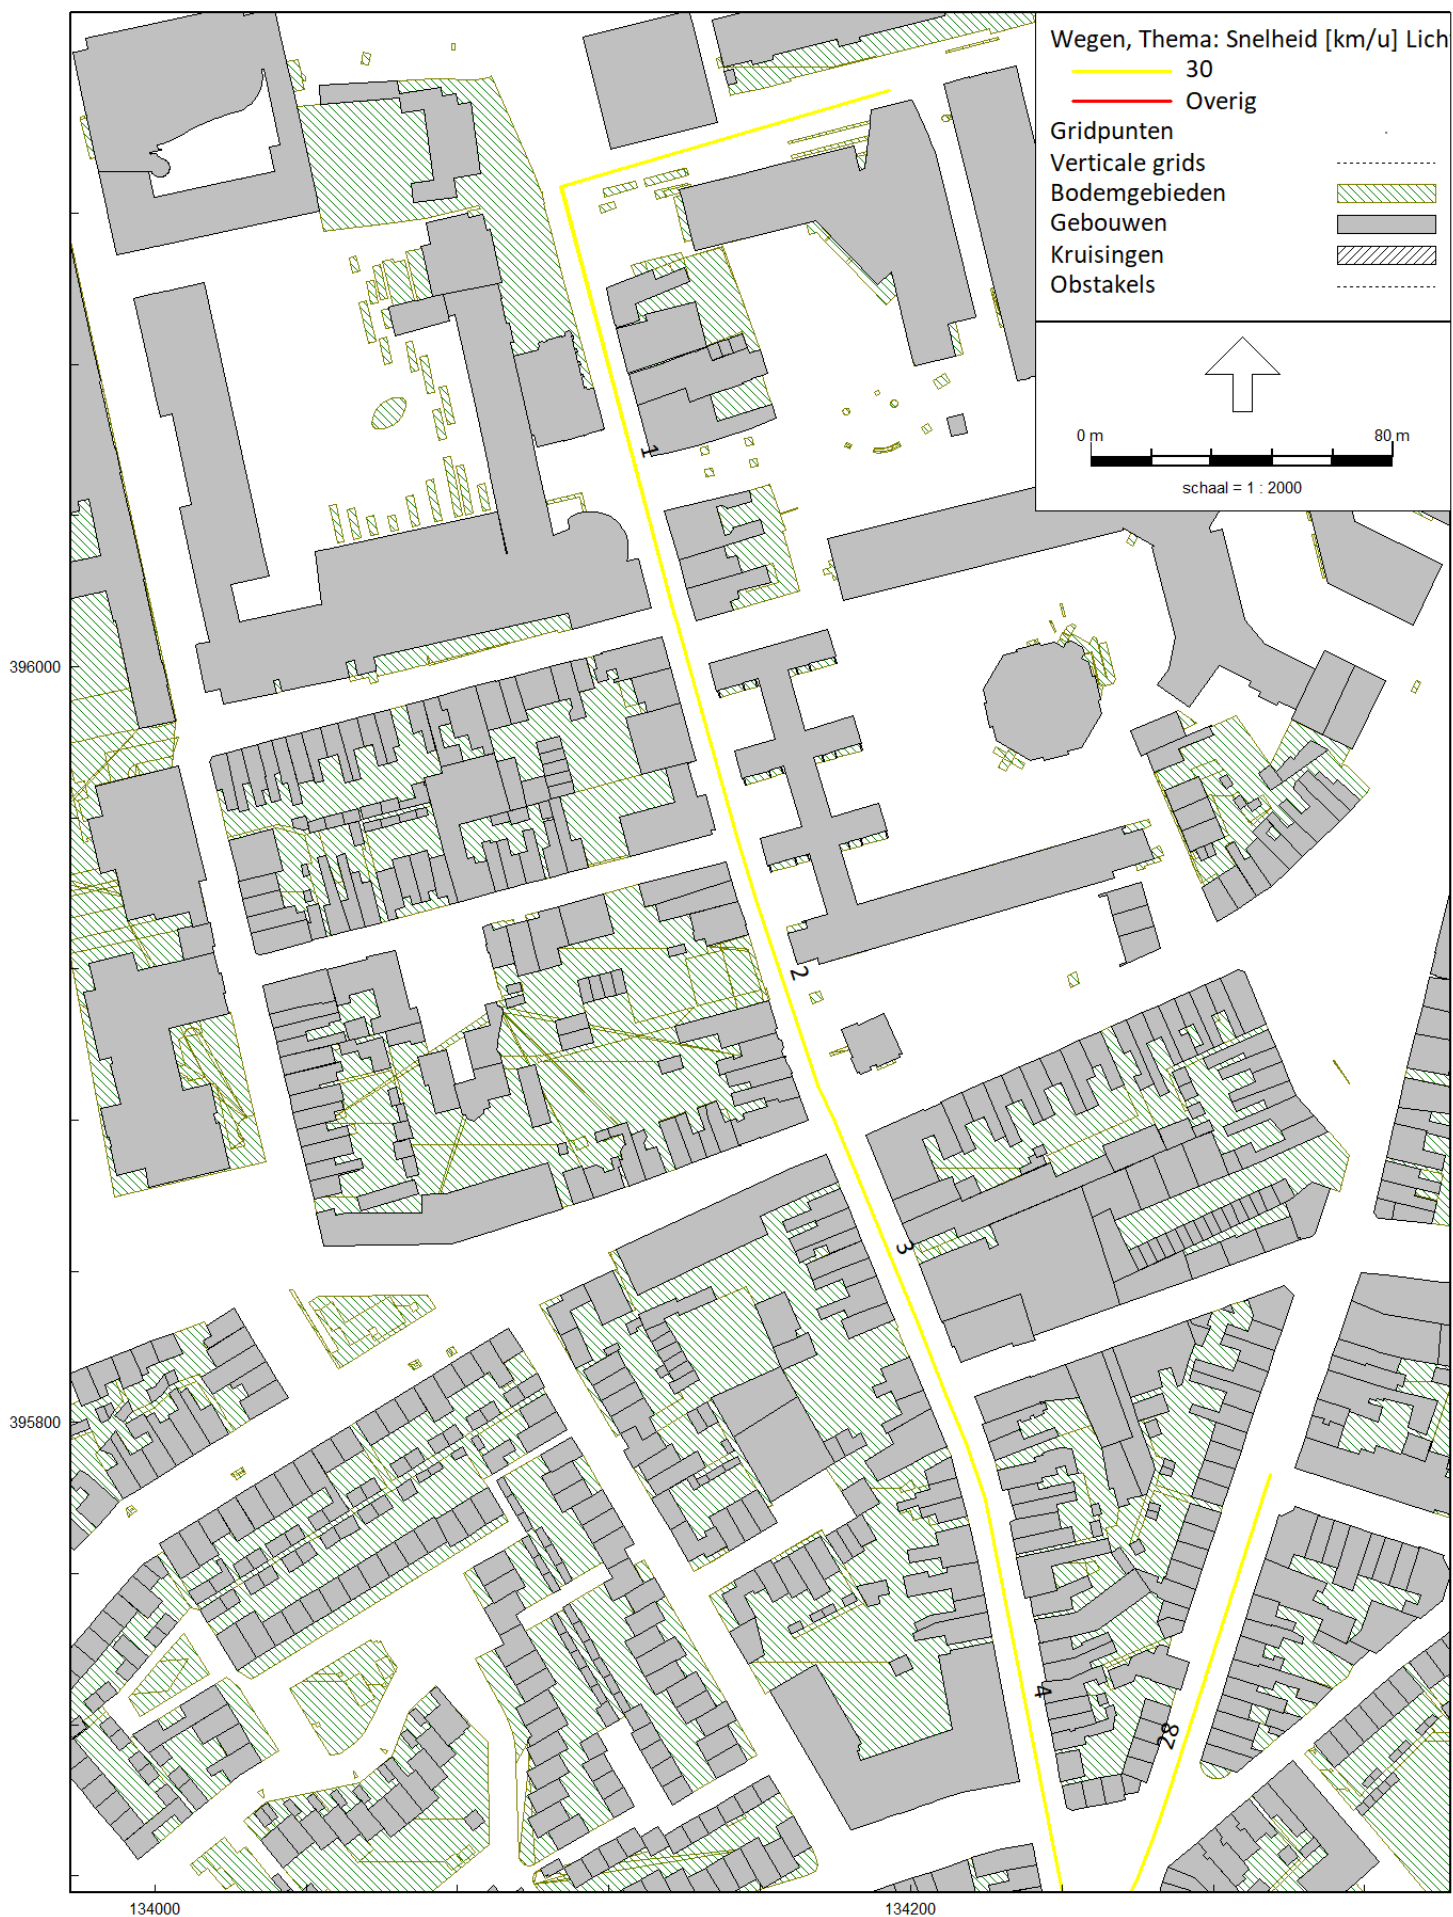 Wegen, Thema: Snelheid [km/u] Lich
30
Overig
Gridpunten
Verticale grids
Bodemgebieden
Gebouwen
Kruisingen
Obstakels
0 m 80 m
schaal = 1 : 2000
1
396000
2
3
395800
4
28
134000 134200